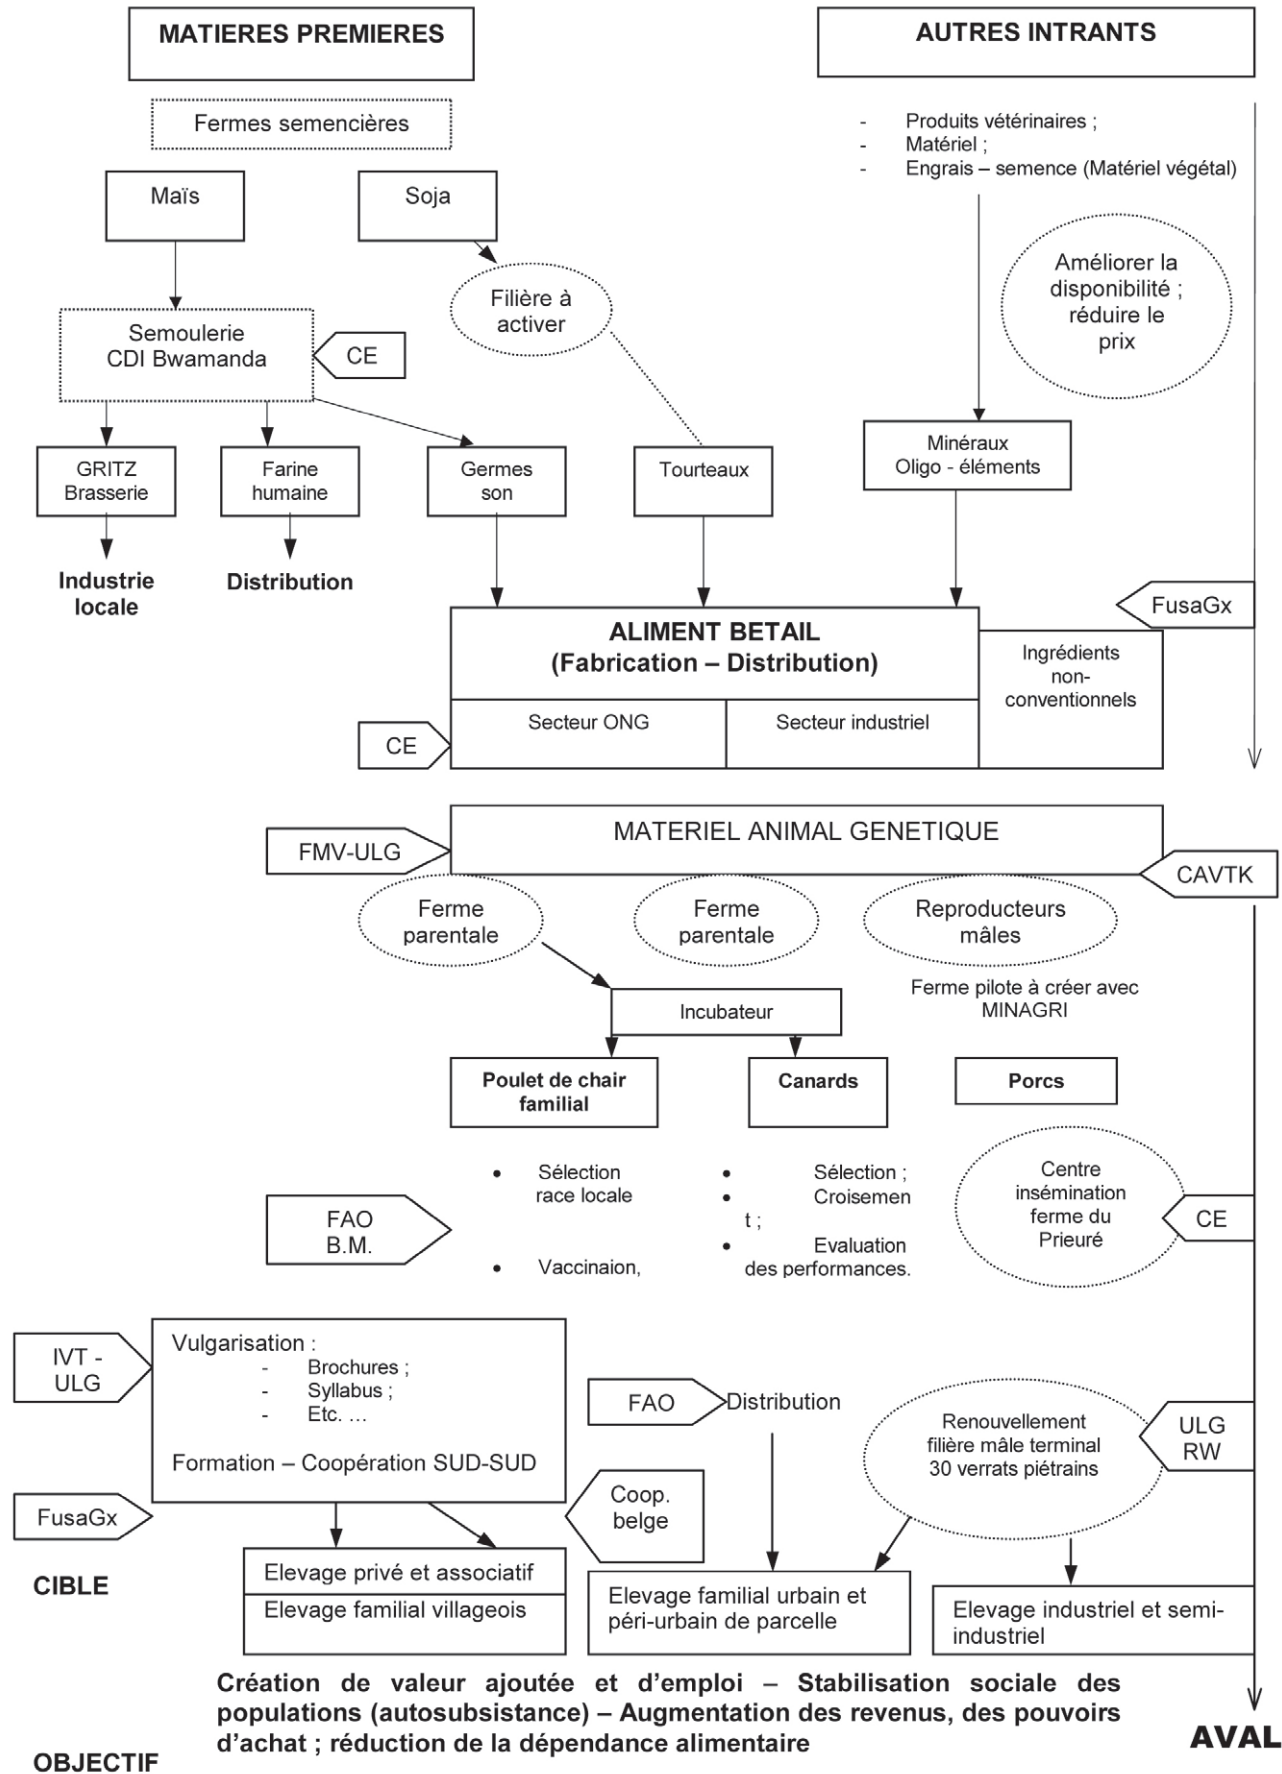 MATIERES PREMIERES
AUTRES INTRANTS
Fermes semencières
- Produits vétérinaires ;
- Matériel ;
- Engrais – semence (Matériel végétal)
Maïs
Soja
Améliorer la
disponibilité ;
réduire le
prix
Filière à
activer
Semoulerie
CDI Bwamanda
CE
GRITZ
Brasserie
Farine
humaine
Germes
son
Tourteaux
Minéraux
Oligo - éléments
Industrie
locale
Distribution
FusaGx
ALIMENT BETAIL
(Fabrication – Distribution)
Ingrédients
non-
conventionnels
Secteur ONG
Secteur industriel
CE
MATERIEL ANIMAL GENETIQUE
FMV-ULG
CAVTK
Ferme
parentale
Ferme
parentale
Reproducteurs
mâles
Ferme pilote à créer avec
MINAGRI
Incubateur
Poulet de chair
familial
Canards
Porcs
• Sélection
race locale
• Vaccinaion,
• Sélection ;
• Croisemen
t ;
• Evaluation
des performances.
Centre
insémination
ferme du
Prieuré
CE
FAO
B.M.
IVT -
ULG
Vulgarisation :
- Brochures ;
- Syllabus ;
- Etc. …
Formation – Coopération SUD-SUD
FAO
Distribution
Renouvellement
filière mâle terminal
30 verrats piétrains
ULG
RW
FusaGx
Coop.
belge
CIBLE
Elevage privé et associatif
Elevage familial villageois
Elevage familial urbain et
péri-urbain de parcelle
Elevage industriel et semi-
industriel
Création de valeur ajoutée et d’emploi – Stabilisation sociale des
populations (autosubsistance) – Augmentation des revenus, des pouvoirs
d’achat ; réduction de la dépendance alimentaire
AVAL
OBJECTIF